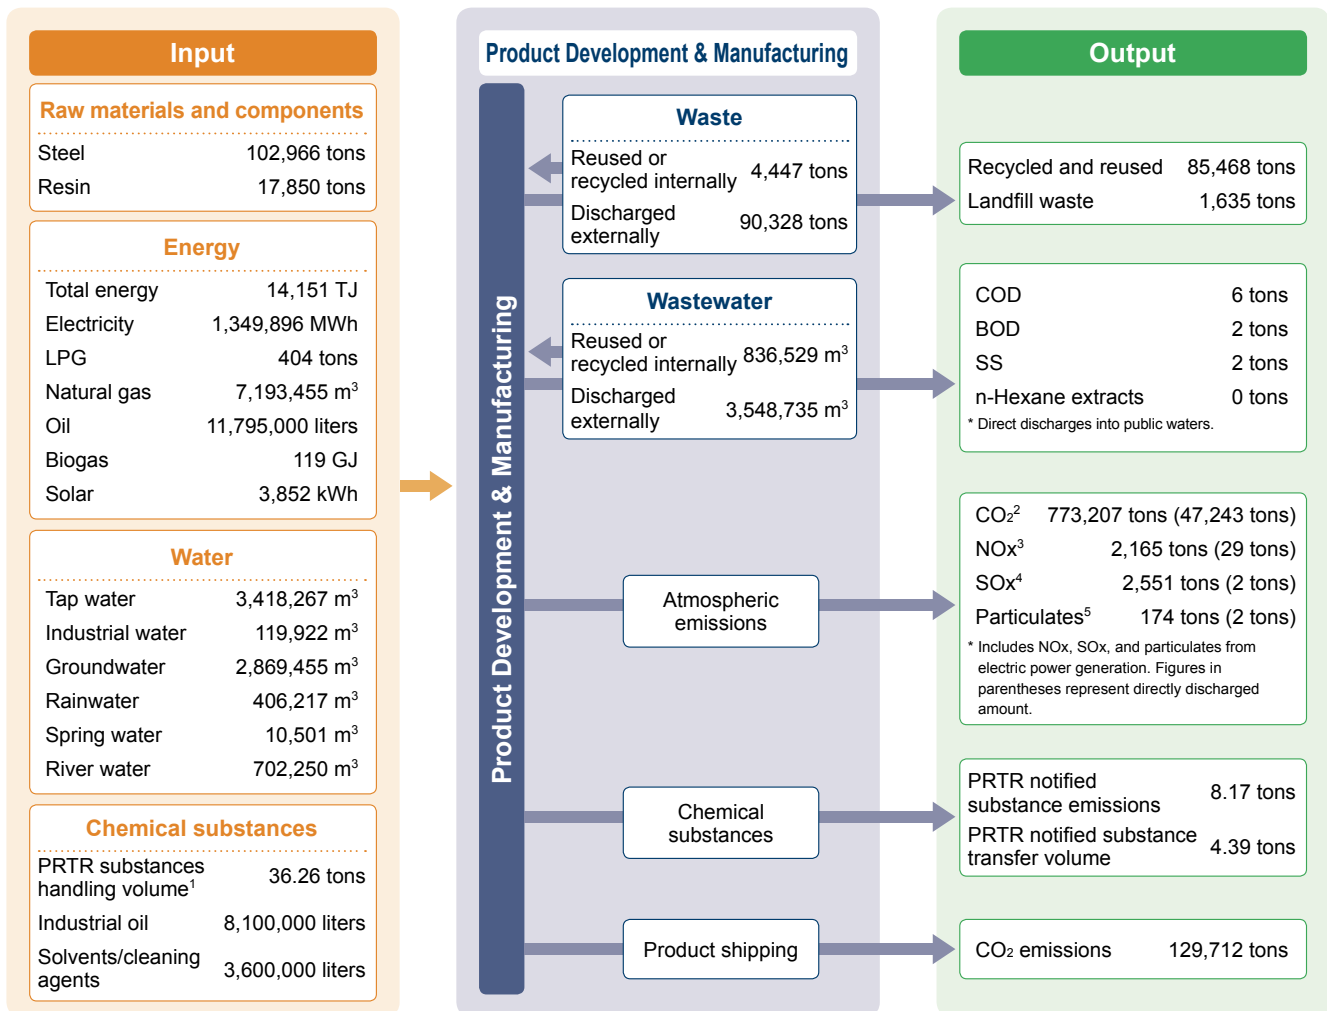 Input
Raw materials and components
Steel 102,966 tons
Resin 17,850 tons
Energy
Total energy 14,151 TJ
Electricity 1,349,896 MWh
LPG 404 tons
Natural gas 7,193,455 m³
Oil 11,795,000 liters
Biogas 119 GJ
Solar 3,852 kWh
Water
Tap water 3,418,267 m³
Industrial water 119,922 m³
Groundwater 2,869,455 m³
Rainwater 406,217 m³
Spring water 10,501 m³
River water 702,250 m³
Chemical substances
PRTR substances
handling volume¹ 36.26 tons
Industrial oil 8,100,000 liters
Solvents/cleaning
agents 3,600,000 liters
Product Development & Manufacturing
Product Development & Manufacturing
Waste
Reused or
recycled internally 4,447 tons
Discharged
externally 90,328 tons
Wastewater
Reused or
recycled internally 836,529 m³
Discharged
externally 3,548,735 m³
Atmospheric
emissions
Chemical
substances
Product shipping
Output
Recycled and reused 85,468 tons
Landfill waste 1,635 tons
COD 6 tons
BOD 2 tons
SS 2 tons
n-Hexane extracts 0 tons
* Direct discharges into public waters.
CO₂² 773,207 tons (47,243 tons)
NOx³ 2,165 tons (29 tons)
SOx⁴ 2,551 tons (2 tons)
Particulates⁵ 174 tons (2 tons)
* Includes NOx, SOx, and particulates from
electric power generation. Figures in
parentheses represent directly discharged
amount.
PRTR notified
substance emissions 8.17 tons
PRTR notified substance
transfer volume 4.39 tons
CO₂ emissions 129,712 tons